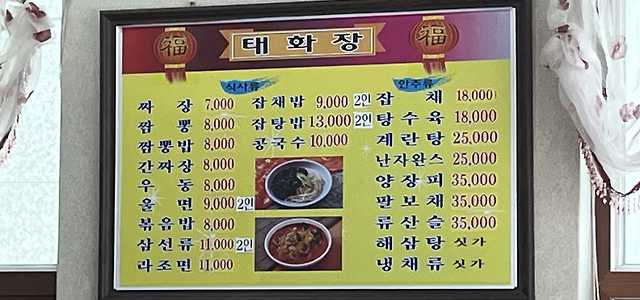 福 태화장 福
식사류
짜장 7,000
짬뽕 8,000
짬뽕밥 8,000
간짜장 8,000
우동 8,000
울면 9,000 2인
볶음밥 8,000
삼선류 11,000 2인
라조면 11,000
잡채밥 9,000
잡탕밥 13,000
콩국수 10,000
안주류
2인 잡채 18,000
2인 탕수육 18,000
계란탕 25,000
난자완스 25,000
양장피 35,000
팔보채 35,000
류산슬 35,000
해삼탕 싯가
냉채류 싯가